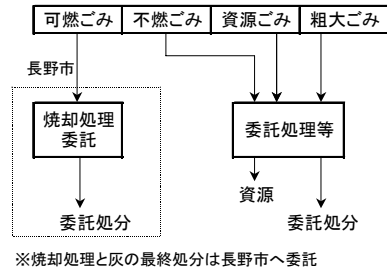 可燃ごみ 不燃ごみ 資源ごみ 粗大ごみ
長野市
焼却処理
委託
委託処理等
資源
委託処分 委託処分
※焼却処理と灰の最終処分は長野市へ委託